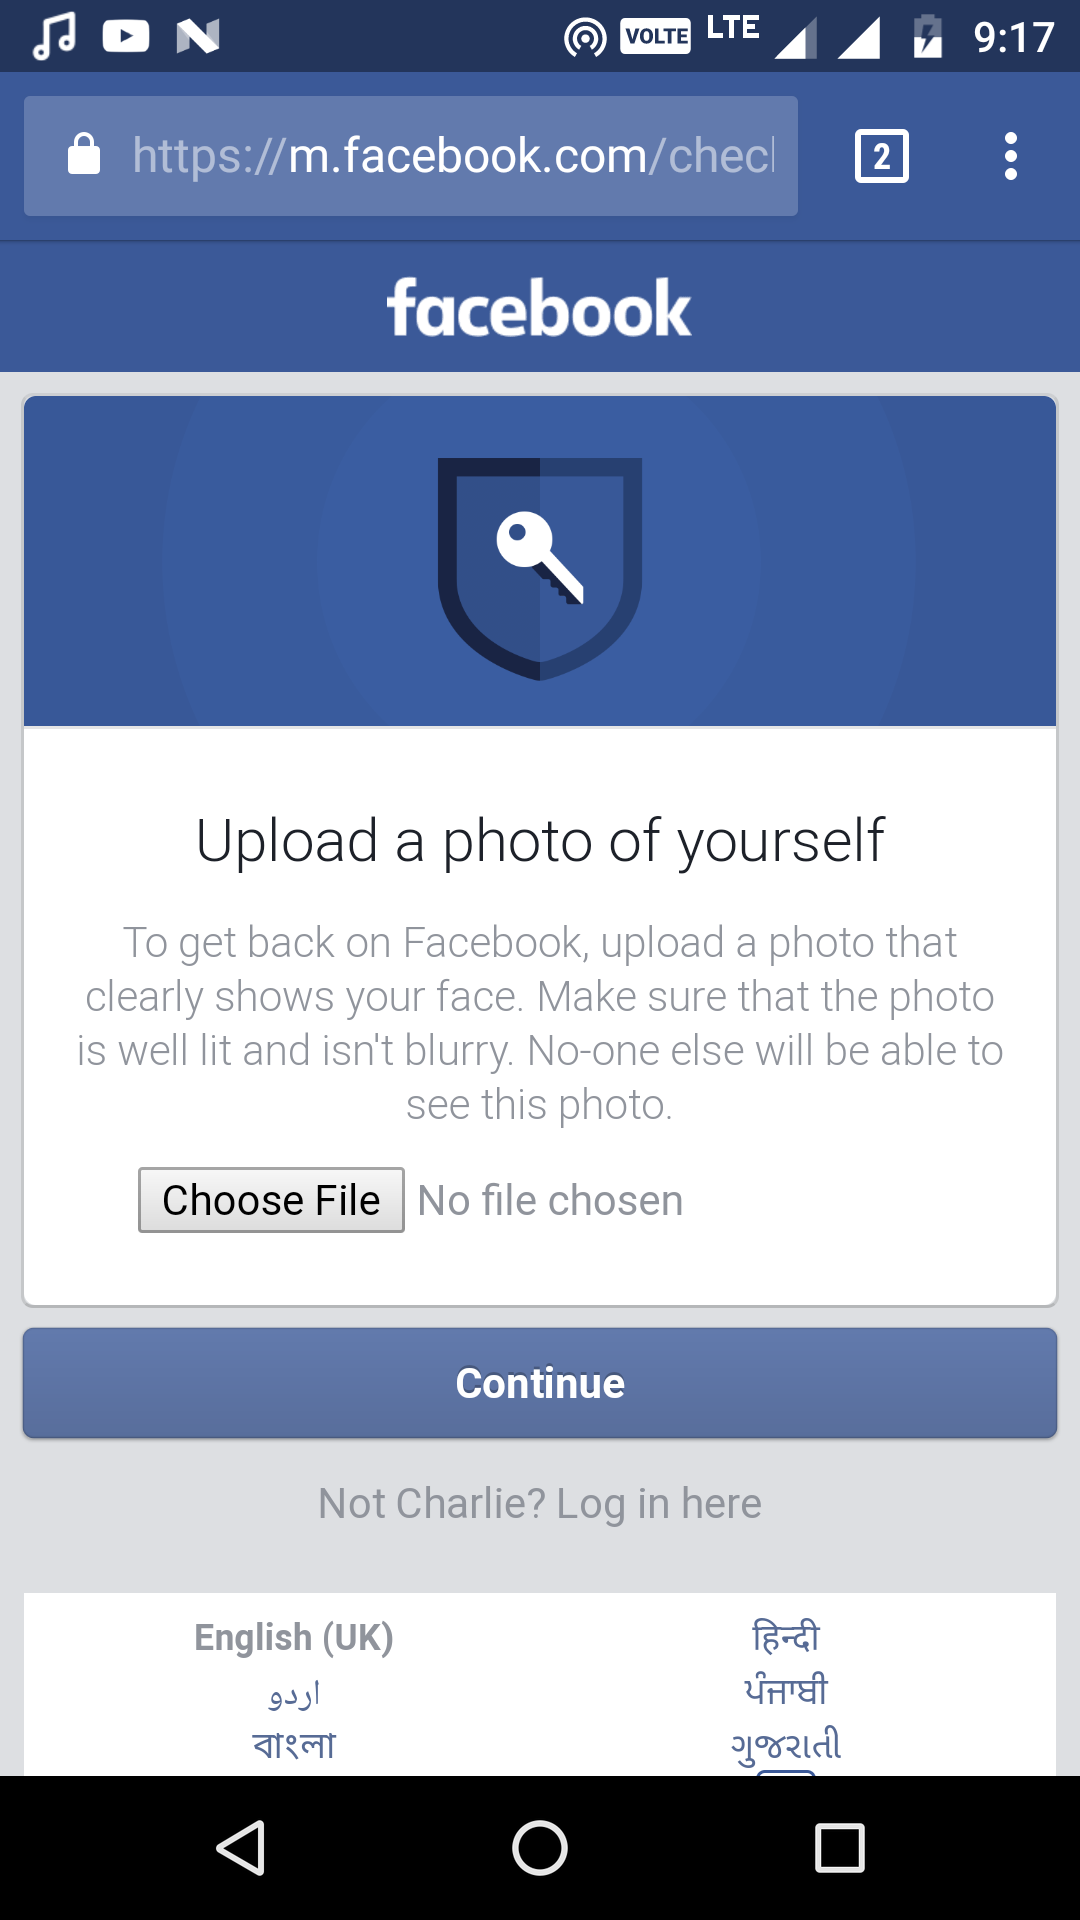 VOLTE LTE 9:17
https://m.facebook.com/chec
2
facebook
Upload a photo of yourself
To get back on Facebook, upload a photo that
clearly shows your face. Make sure that the photo
is well lit and isn't blurry. No-one else will be able to
see this photo.
Choose File No file chosen
Continue
Not Charlie? Log in here
English (UK)
हिन्दी
اردو
ਪੰਜਾਬੀ
বাংলা
ગુજરાતી